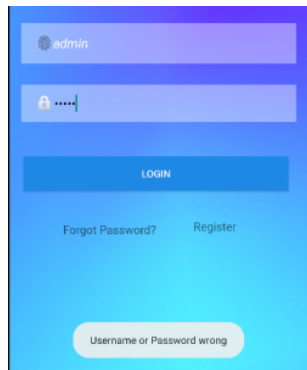 admin
•••••
LOGIN
Forgot Password? Register
Username or Password wrong